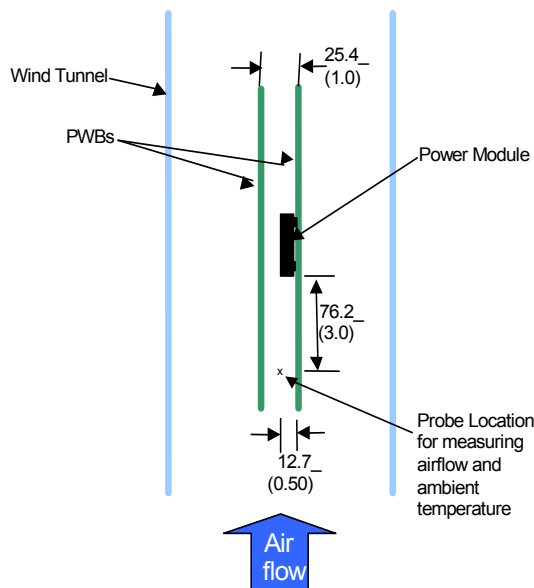 25.4_
(1.0)
Wind Tunnel
PWBs
Power Module
76.2_
(3.0)
x
Probe Location
for measuring
airflow and
ambient
temperature
12.7_
(0.50)
Air
flow